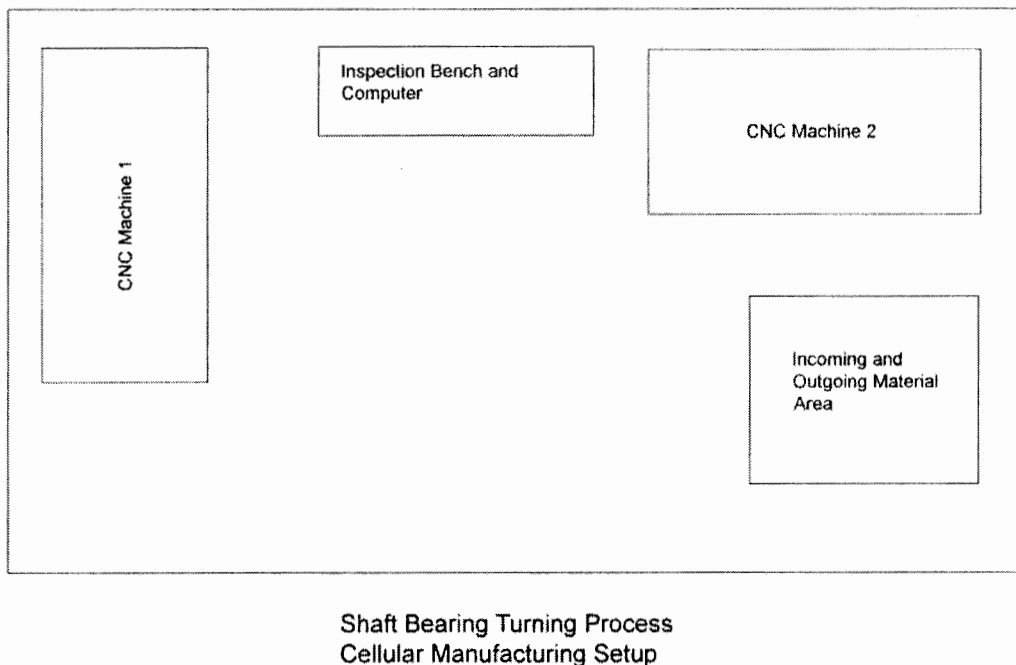 Inspection Bench and
Computer
CNC Machine 2
CNC Machine 1
Incoming and
Outgoing Material
Area
Shaft Bearing Turning Process
Cellular Manufacturing Setup